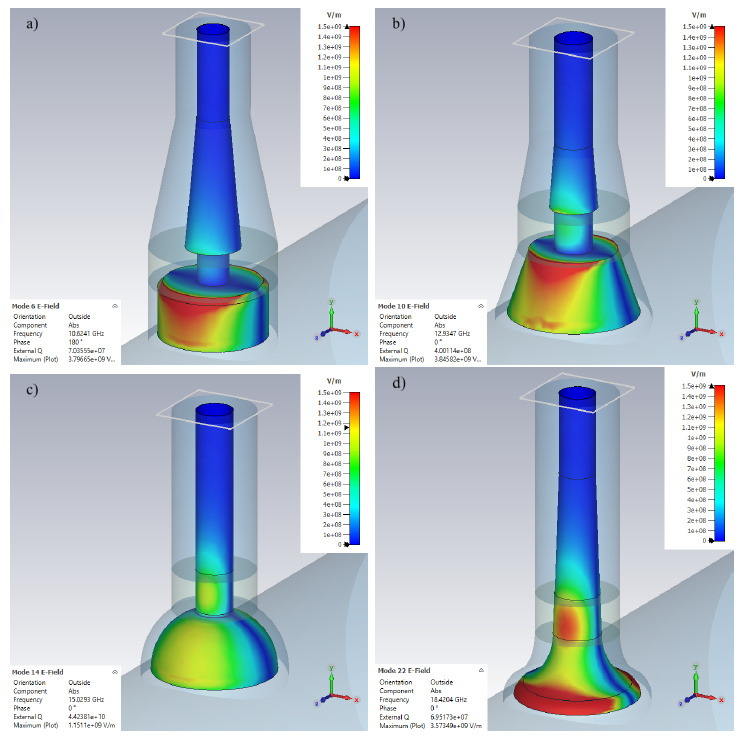 a)
V/m
1.5e+09
1.4e+09
1.3e+09
1.2e+09
1.1e+09
1e+09
9e+08
8e+08
7e+08
6e+08
5e+08
4e+08
3e+08
2e+08
1e+08
0
Mode 6 E-Field
Orientation Outside
Component Abs
Frequency 10.6241 GHz
Phase 180 °
External Q 7.03555e+07
Maximum (Plot) 3.79665e+09 V...
y
x
z
b)
V/m
1.5e+09
1.4e+09
1.3e+09
1.2e+09
1.1e+09
1e+09
9e+08
8e+08
7e+08
6e+08
5e+08
4e+08
3e+08
2e+08
1e+08
0
Mode 10 E-Field
Orientation Outside
Component Abs
Frequency 12.9347 GHz
Phase 0 °
External Q 4.00114e+08
Maximum (Plot) 3.84582e+09 V...
y
x
z
c)
V/m
1.5e+09
1.4e+09
1.3e+09
1.2e+09
1.1e+09
1e+09
9e+08
8e+08
7e+08
6e+08
5e+08
4e+08
3e+08
2e+08
1e+08
0
Mode 14 E-Field
Orientation Outside
Component Abs
Frequency 15.0293 GHz
Phase 0 °
External Q 4.42381e+10
Maximum (Plot) 1.1511e+09 V/m
y
x
z
d)
V/m
1.5e+09
1.4e+09
1.3e+09
1.2e+09
1.1e+09
1e+09
9e+08
8e+08
7e+08
6e+08
5e+08
4e+08
3e+08
2e+08
1e+08
0
Mode 22 E-Field
Orientation Outside
Component Abs
Frequency 18.4204 GHz
Phase 0 °
External Q 6.95173e+07
Maximum (Plot) 3.57349e+09 V...
y
x
z